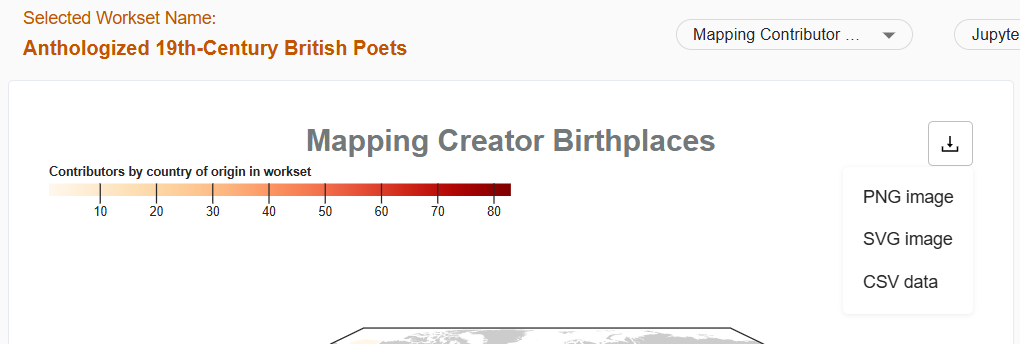 Selected Workset Name:
Anthologized 19th-Century British Poets
Mapping Contributor ...
Jupyte
Mapping Creator Birthplaces
Contributors by country of origin in workset
10 20 30 40 50 60 70 80
PNG image
SVG image
CSV data